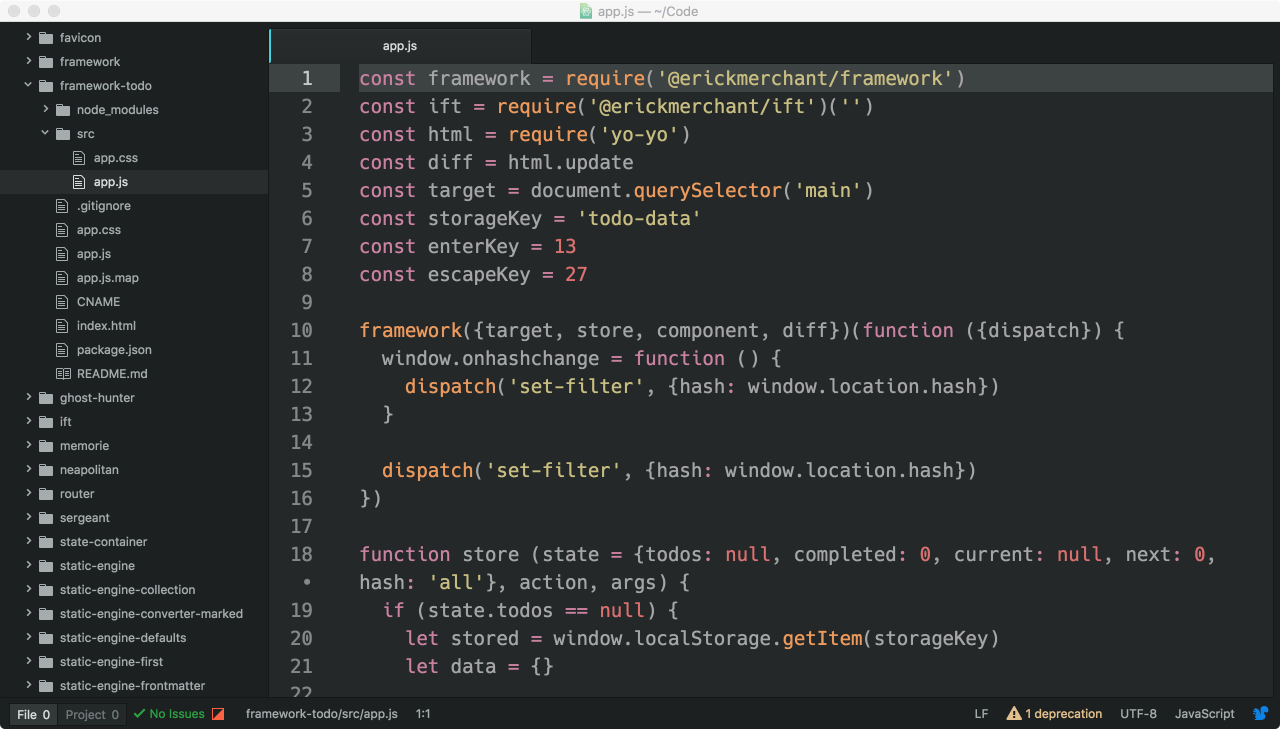 app.js — ~/Code
favicon
framework
framework-todo
node_modules
src
app.css
app.js
.gitignore
app.css
app.js
app.js.map
CNAME
index.html
package.json
README.md
ghost-hunter
ift
memorie
neapolitan
router
sergeant
state-container
static-engine
static-engine-collection
static-engine-converter-marked
static-engine-defaults
static-engine-first
static-engine-frontmatter
app.js
1 const framework = require('@erickmerchant/framework')
2 const ift = require('@erickmerchant/ift')('')
3 const html = require('yo-yo')
4 const diff = html.update
5 const target = document.querySelector('main')
6 const storageKey = 'todo-data'
7 const enterKey = 13
8 const escapeKey = 27
9
10 framework({target, store, component, diff})(function ({dispatch}) {
11   window.onhashchange = function () {
12     dispatch('set-filter', {hash: window.location.hash})
13   }
14
15   dispatch('set-filter', {hash: window.location.hash})
16 })
17
18 function store (state = {todos: null, completed: 0, current: null, next: 0,
• hash: 'all'}, action, args) {
19   if (state.todos == null) {
20     let stored = window.localStorage.getItem(storageKey)
21     let data = {}
22
File 0 Project 0 No Issues framework-todo/src/app.js 1:1 LF 1 deprecation UTF-8 JavaScript